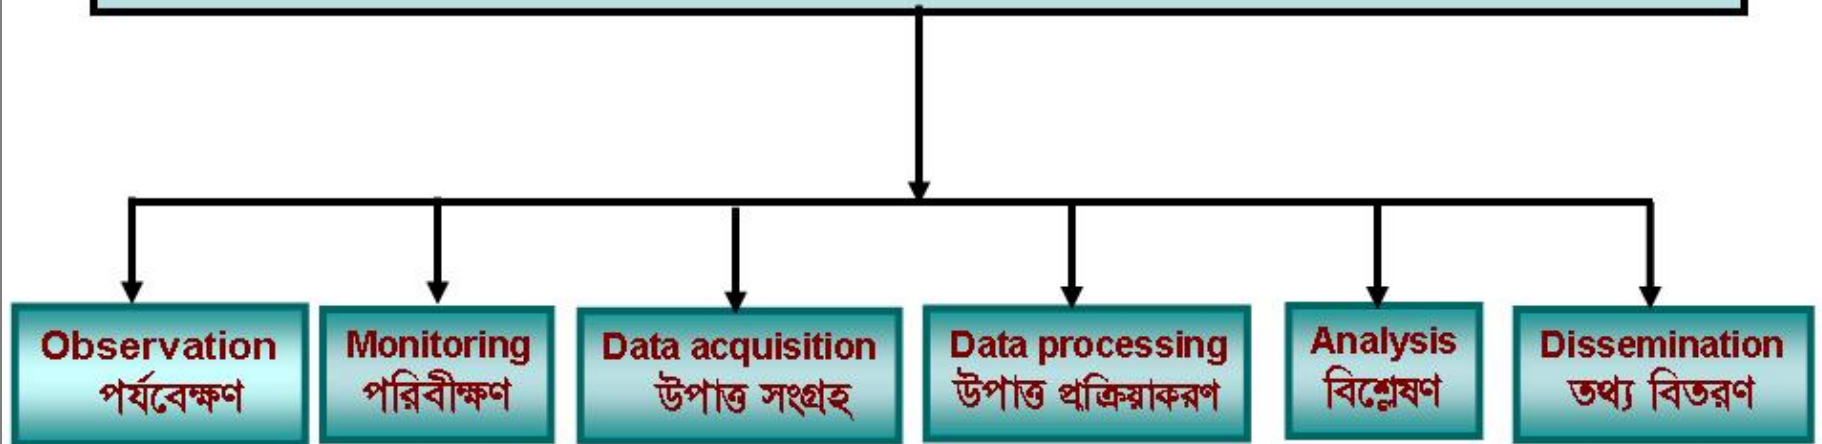 Observation
পর্যবেক্ষণ
Monitoring
পরিবীক্ষণ
Data acquisition
উপাত্ত সংগ্রহ
Data processing
উপাত্ত প্রক্রিয়াকরণ
Analysis
বিশ্লেষণ
Dissemination
তথ্য বিতরণ